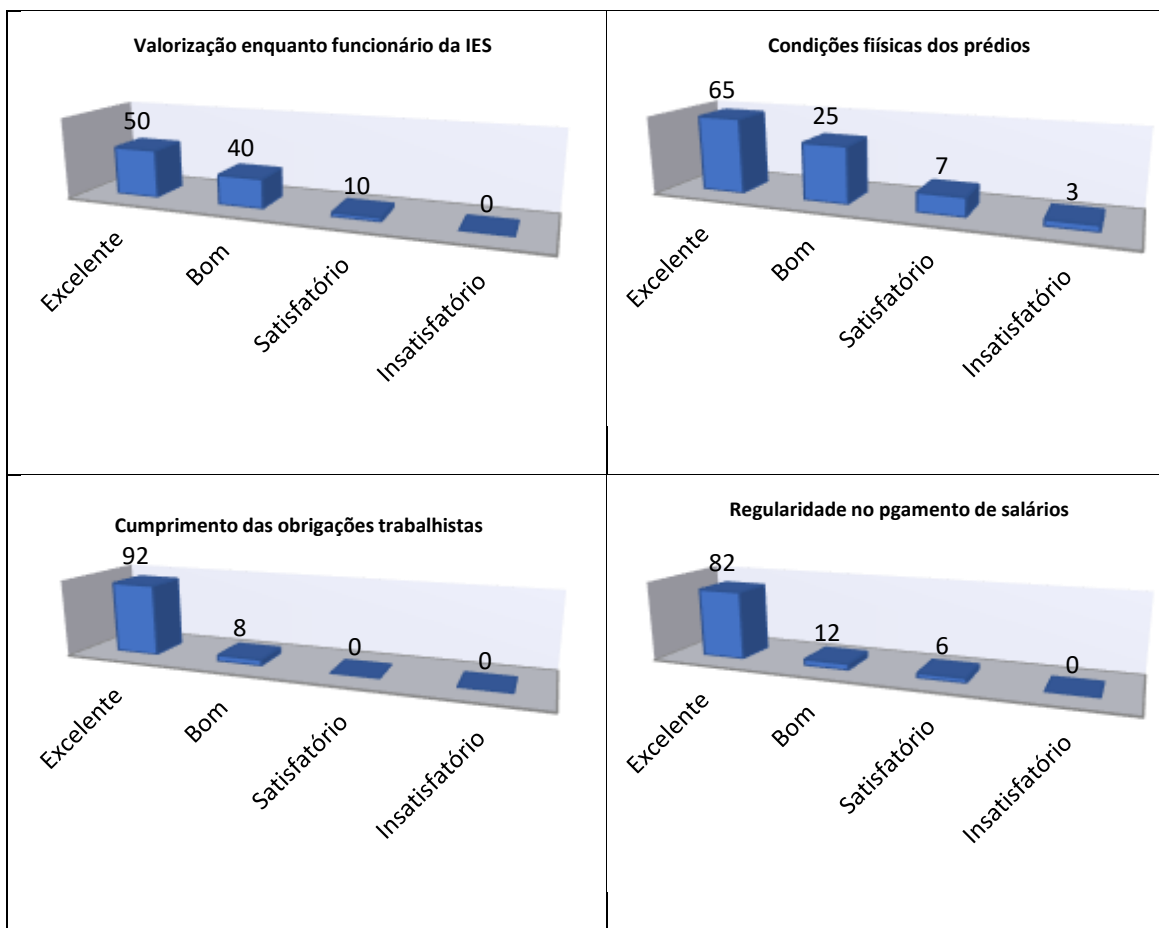 Valorização enquanto funcionário da IES
50
40
10
0
Excelente
Bom
Satisfatório
Insatisfatório
Condições fiísicas dos prédios
65
25
7
3
Excelente
Bom
Satisfatório
Insatisfatório
Cumprimento das obrigações trabalhistas
92
8
0
0
Excelente
Bom
Satisfatório
Insatisfatório
Regularidade no pgamento de salários
82
12
6
0
Excelente
Bom
Satisfatório
Insatisfatório